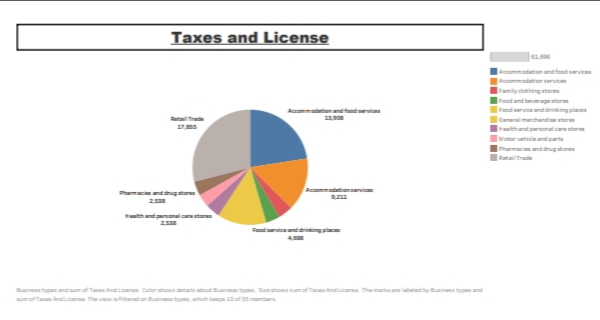 Taxes and License
61,696
Accommodation and food services
Accommodation services
Family clothing stores
Food and beverage stores
Food service and drinking places
General merchandise stores
Health and personal care stores
Motor vehicle and parts
Pharmacies and drug stores
Retail Trade
Accommodation and food services
13,908
Retail Trade
17,855
Accommodation services
9,211
Pharmacies and drug stores
2,538
Health and personal care stores
2,538
Food service and drinking places
4,698
Business types and sum of Taxes And License. Color shows details about Business types. Size shows sum of Taxes And License. The marks are labeled by Business types and
sum of Taxes And License. The view is filtered on Business types, which keeps 10 of 35 members.